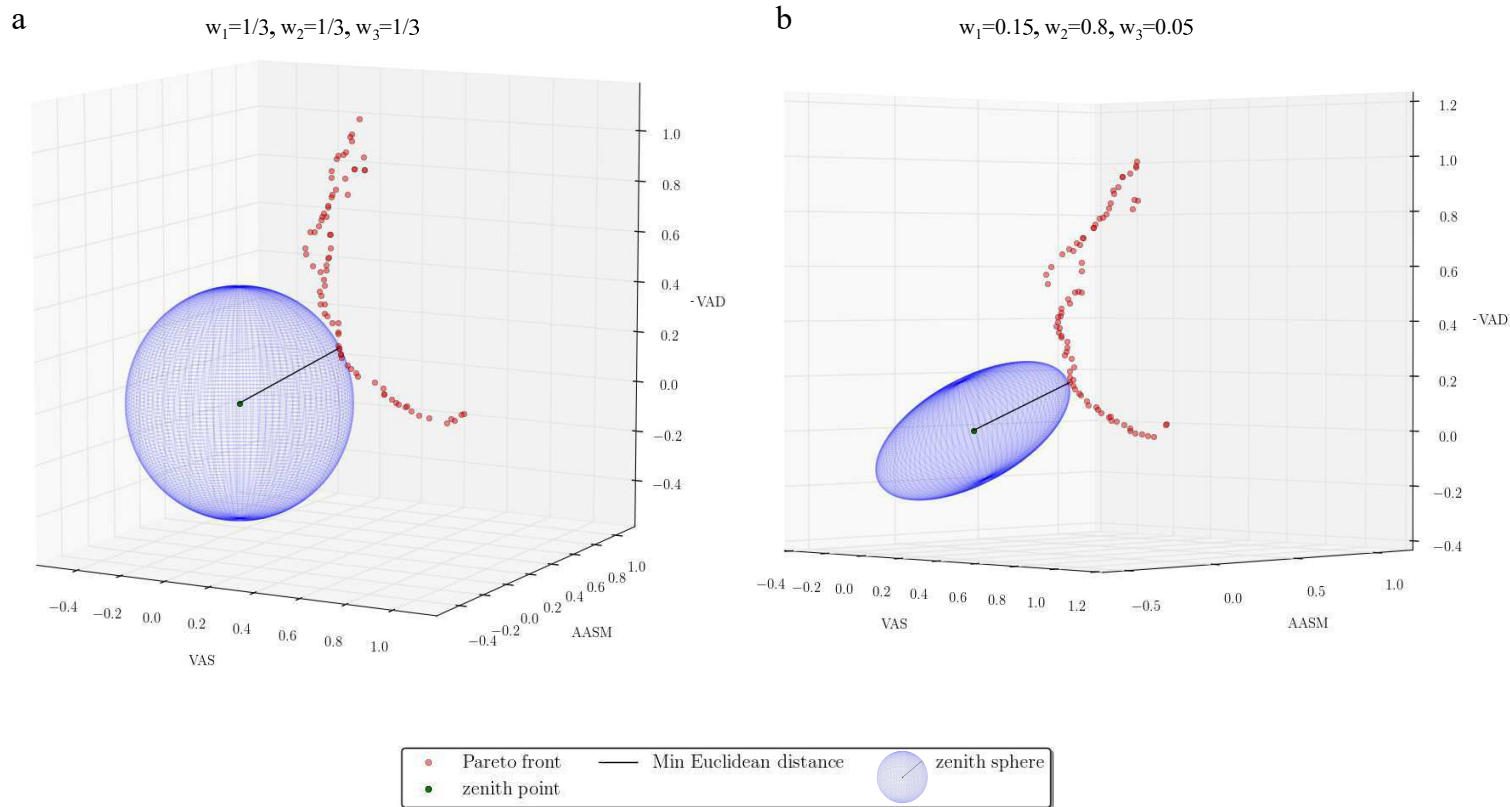 a
w₁=1/3, w₂=1/3, w₃=1/3
1.0
0.8
0.6
0.4
- VAD
0.2
0.0
−0.2
−0.4
1.0
0.8
0.6
0.4
0.2
0.0
−0.2
−0.4
AASM
−0.4 −0.2 0.0 0.2 0.4 0.6 0.8 1.0
VAS
b
w₁=0.15, w₂=0.8, w₃=0.05
1.2
1.0
0.8
0.6
0.4
- VAD
0.2
0.0
−0.2
−0.4
−0.4 −0.2 0.0 0.2 0.4 0.6 0.8 1.0 1.2
VAS
−0.5 0.0 0.5 1.0
AASM
Pareto front
Min Euclidean distance
zenith sphere
zenith point